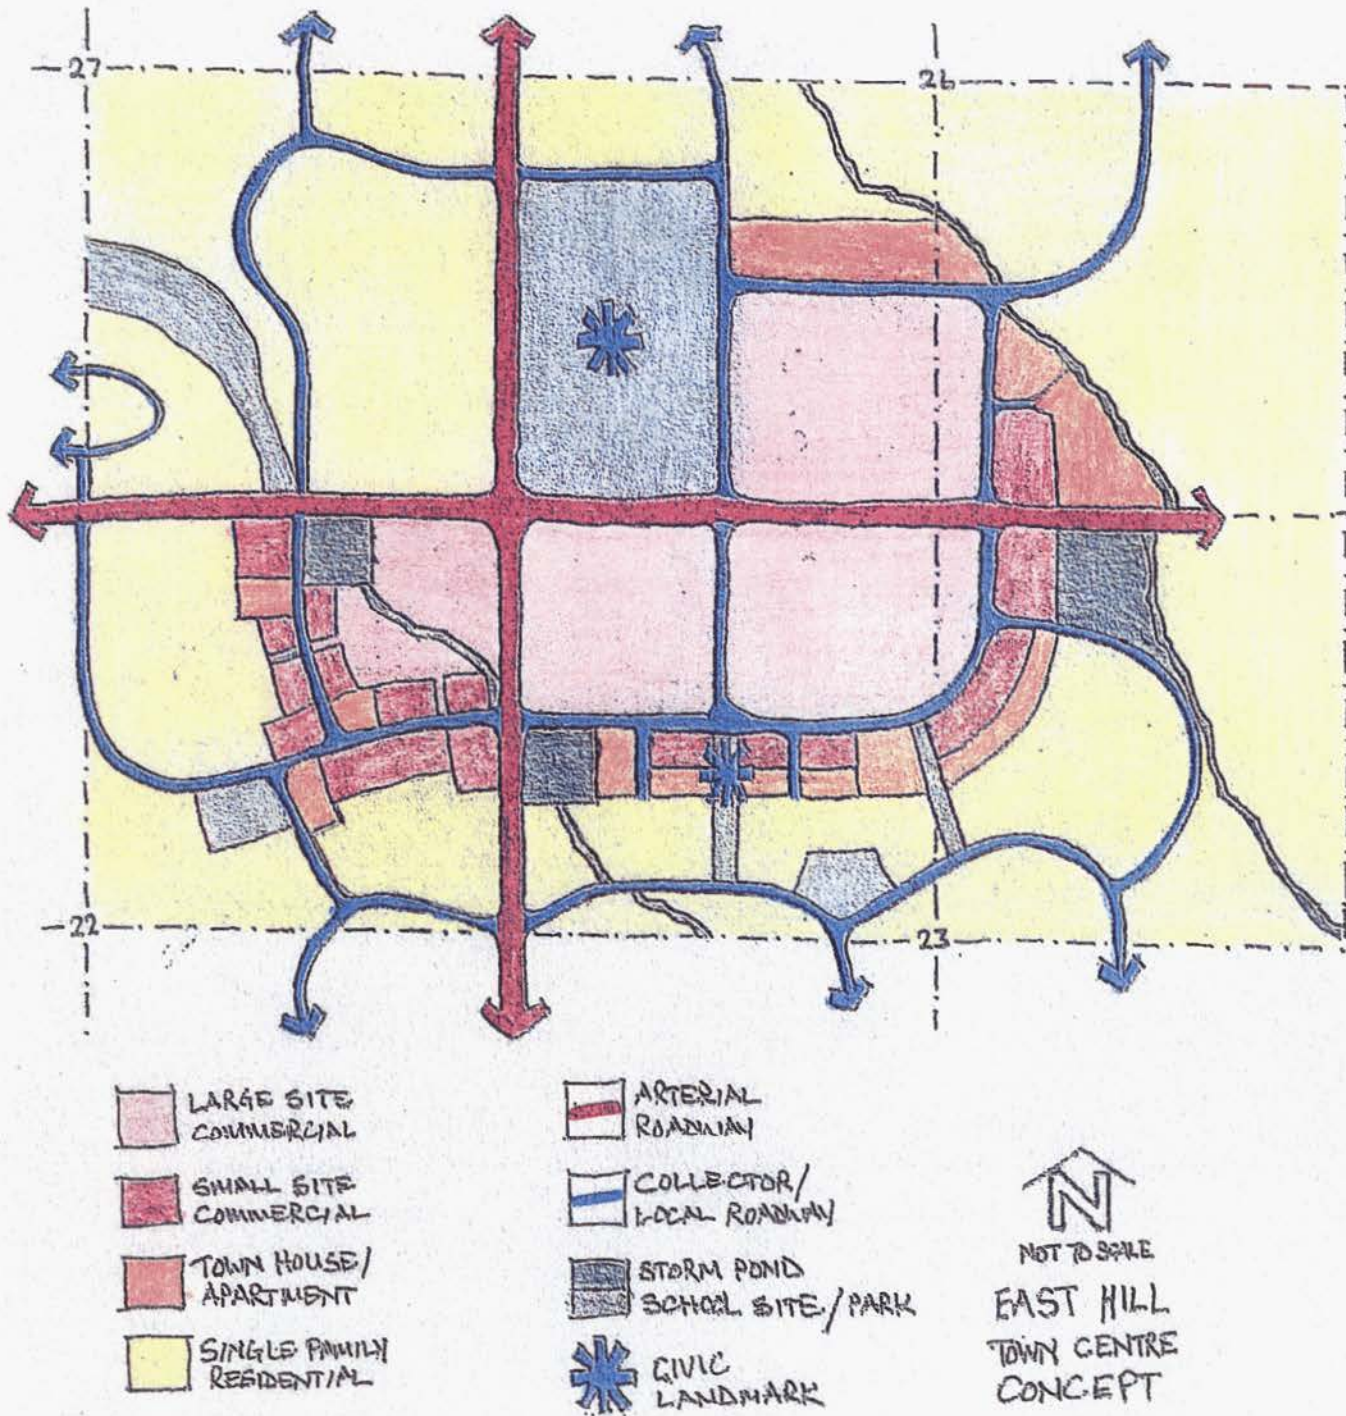 27
26
22
23
LARGE SITE
COMMERCIAL
SMALL SITE
COMMERCIAL
TOWN HOUSE/
APARTMENT
SINGLE FAMILY
RESIDENTIAL
ARTERIAL
ROADWAY
COLLECTOR/
LOCAL ROADWAY
STORM POND
SCHOOL SITE/PARK
CIVIC
LANDMARK
N
NOT TO SCALE
EAST HILL
TOWN CENTRE
CONCEPT